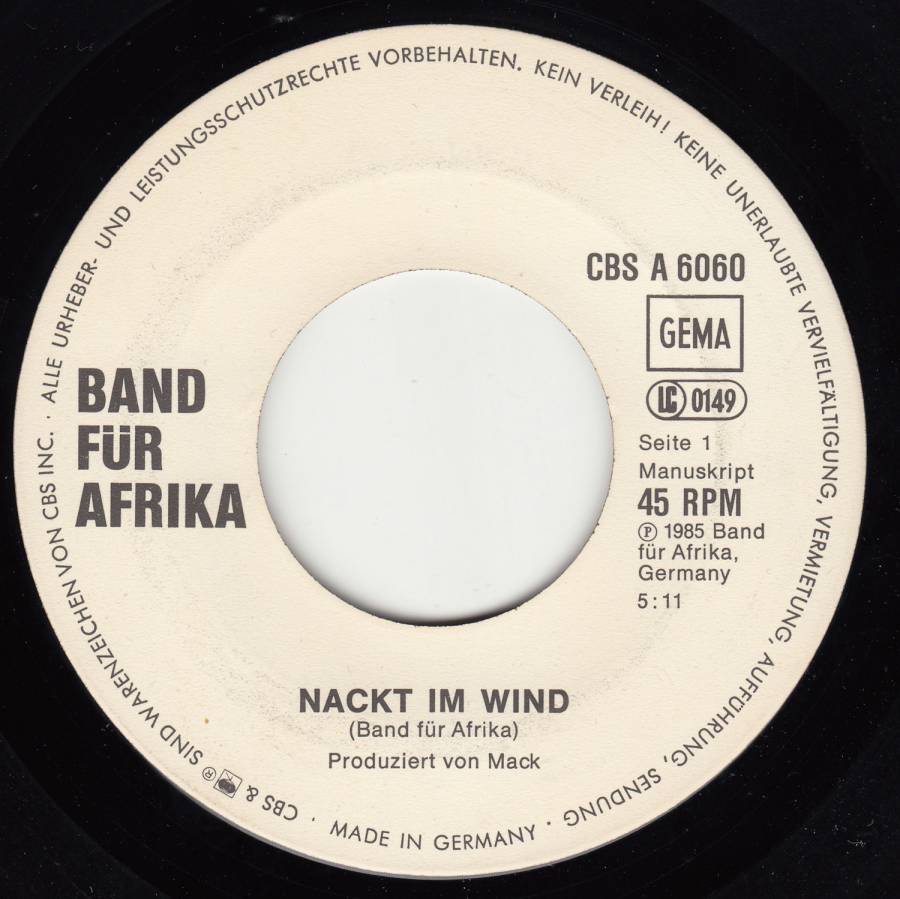 ALLE URHEBER- UND LEISTUNGSSCHUTZRECHTE VORBEHALTEN. KEIN VERLEIH! KEINE UNERLAUBTE VERVIELFÄLTIGUNG, VERMIETUNG, AUFFÜHRUNG, SENDUNG · MADE IN GERMANY · CBS & ® SIND WARENZEICHEN VON CBS INC. ·
BAND
FÜR
AFRIKA
CBS A 6060
GEMA
LC 0149
Seite 1
Manuskript
45 RPM
℗ 1985 Band
für Afrika,
Germany
5:11
NACKT IM WIND
(Band für Afrika)
Produziert von Mack